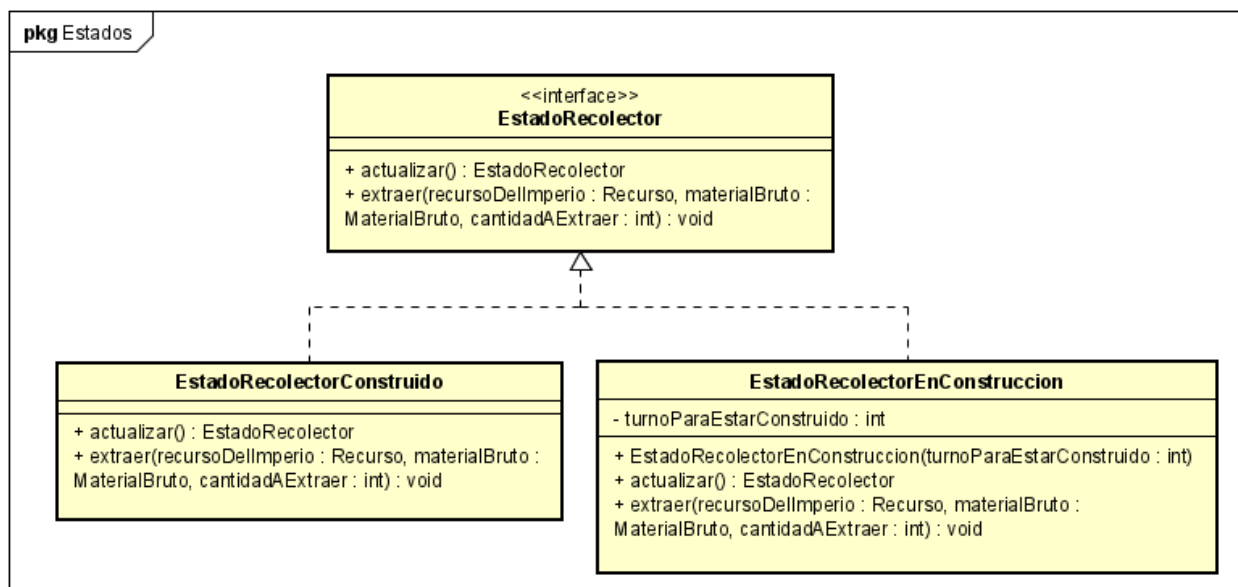 pkg Estados
<<interface>>
EstadoRecolector
+ actualizar() : EstadoRecolector
+ extraer(recursoDelImperio : Recurso, materialBruto :
MaterialBruto, cantidadAExtraer : int) : void
EstadoRecolectorConstruido
+ actualizar() : EstadoRecolector
+ extraer(recursoDelImperio : Recurso, materialBruto :
MaterialBruto, cantidadAExtraer : int) : void
EstadoRecolectorEnConstruccion
- turnoParaEstarConstruido : int
+ EstadoRecolectorEnConstruccion(turnoParaEstarConstruido : int)
+ actualizar() : EstadoRecolector
+ extraer(recursoDelImperio : Recurso, materialBruto :
MaterialBruto, cantidadAExtraer : int) : void